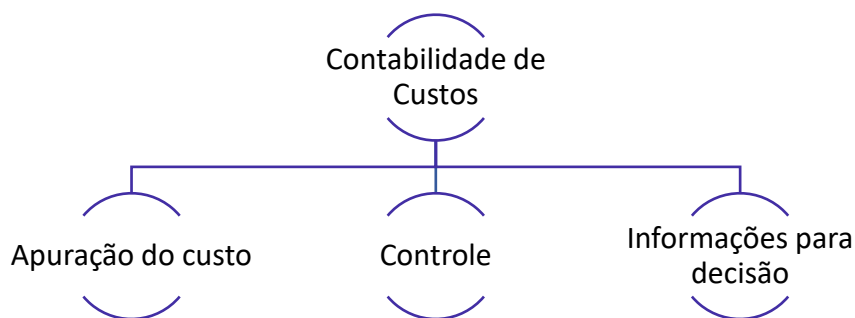 Contabilidade de
Custos
Apuração do custo
Controle
Informações para
decisão